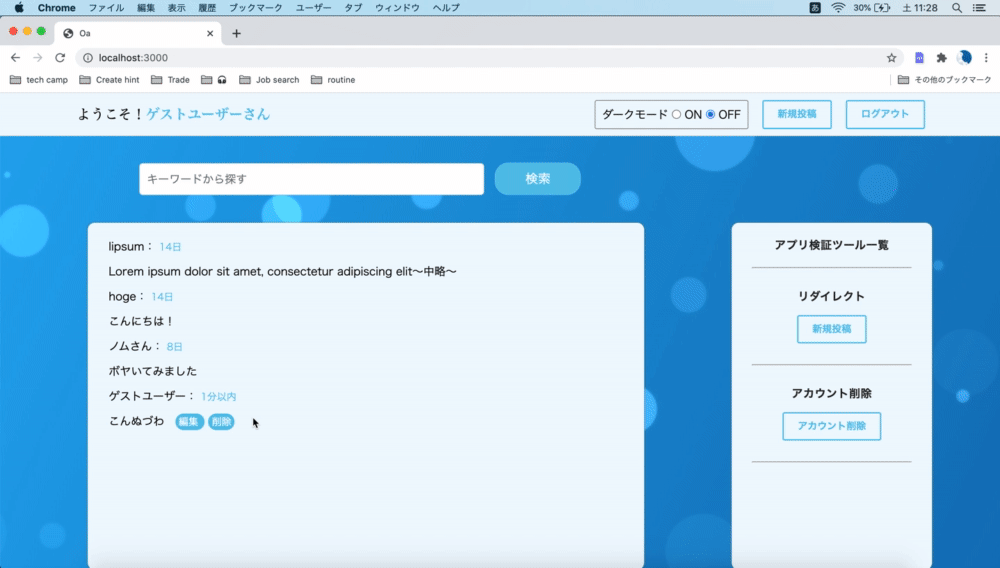 Chrome ファイル 編集 表示 履歴 ブックマーク ユーザー タブ ウィンドウ ヘルプ あ 30% 土 11:28
Oa
localhost:3000
tech camp Create hint Trade Job search routine その他のブックマーク
ようこそ！ゲストユーザーさん ダークモード ON OFF 新規投稿 ログアウト
キーワードから探す 検索
lipsum： 14日
Lorem ipsum dolor sit amet, consectetur adipiscing elit〜中略〜
hoge： 14日
こんにちは！
ノムさん： 8日
ボヤいてみました
ゲストユーザー： 1分以内
こんぬづわ 編集 削除
アプリ検証ツール一覧
リダイレクト
新規投稿
アカウント削除
アカウント削除